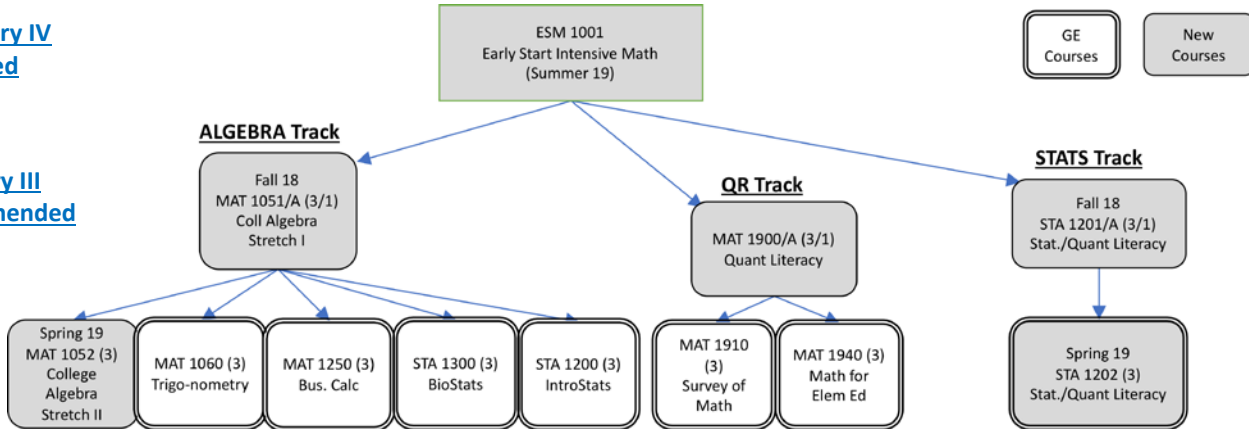 ry IV
ed
ESM 1001
Early Start Intensive Math
(Summer 19)
GE
Courses
New
Courses
ALGEBRA Track
ry III
mended
Fall 18
MAT 1051/A (3/1)
Coll Algebra
Stretch I
QR Track
MAT 1900/A (3/1)
Quant Literacy
STATS Track
Fall 18
STA 1201/A (3/1)
Stat./Quant Literacy
Spring 19
MAT 1052 (3)
College
Algebra
Stretch II
MAT 1060 (3)
Trigo-nometry
MAT 1250 (3)
Bus. Calc
STA 1300 (3)
BioStats
STA 1200 (3)
IntroStats
MAT 1910
(3)
Survey of
Math
MAT 1940 (3)
Math for
Elem Ed
Spring 19
STA 1202 (3)
Stat./Quant Literacy